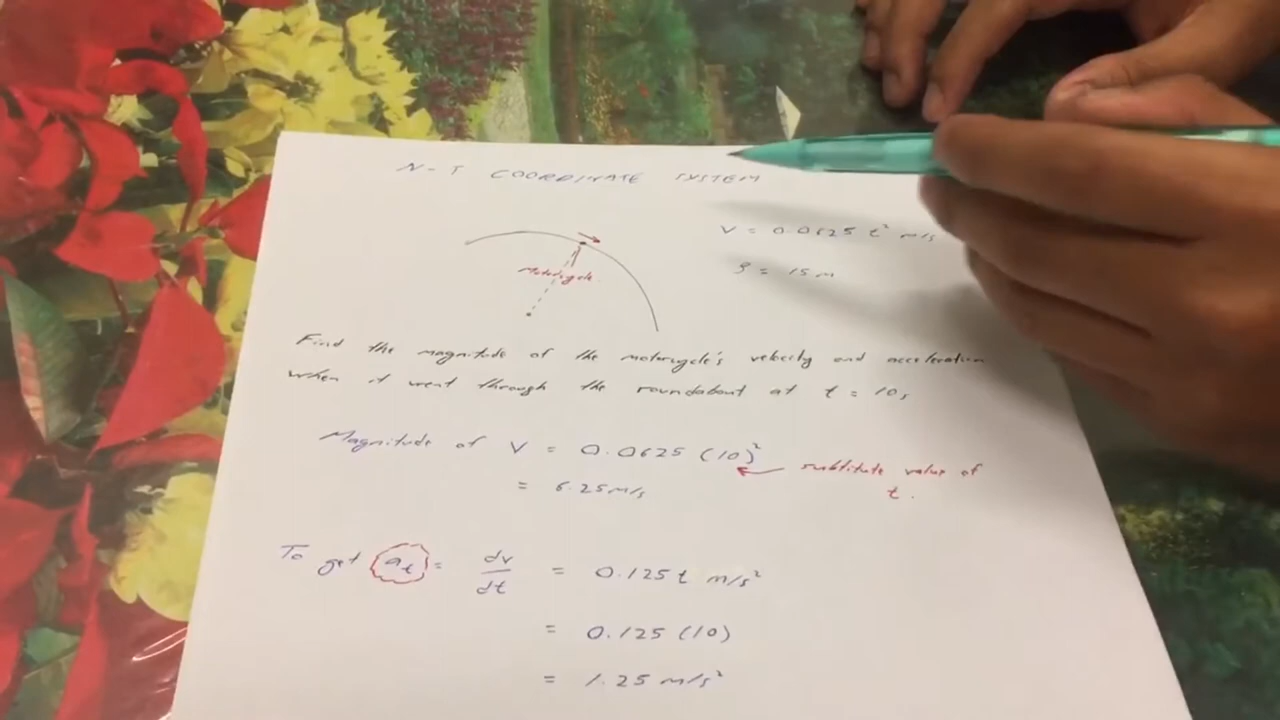 N-T COORDINATE SYSTEM
V = 0.0625 t² m/s
ρ = 15 m
Motorcycle
Find the magnitude of the motorcycle's velocity and acceleration
when it went through the roundabout at t = 10s
Magnitude of V = 0.0625 (10)²
substitute value of
t.
= 6.25 m/s
To get a_t = dv/dt = 0.125 t m/s²
= 0.125 (10)
= 1.25 m/s²